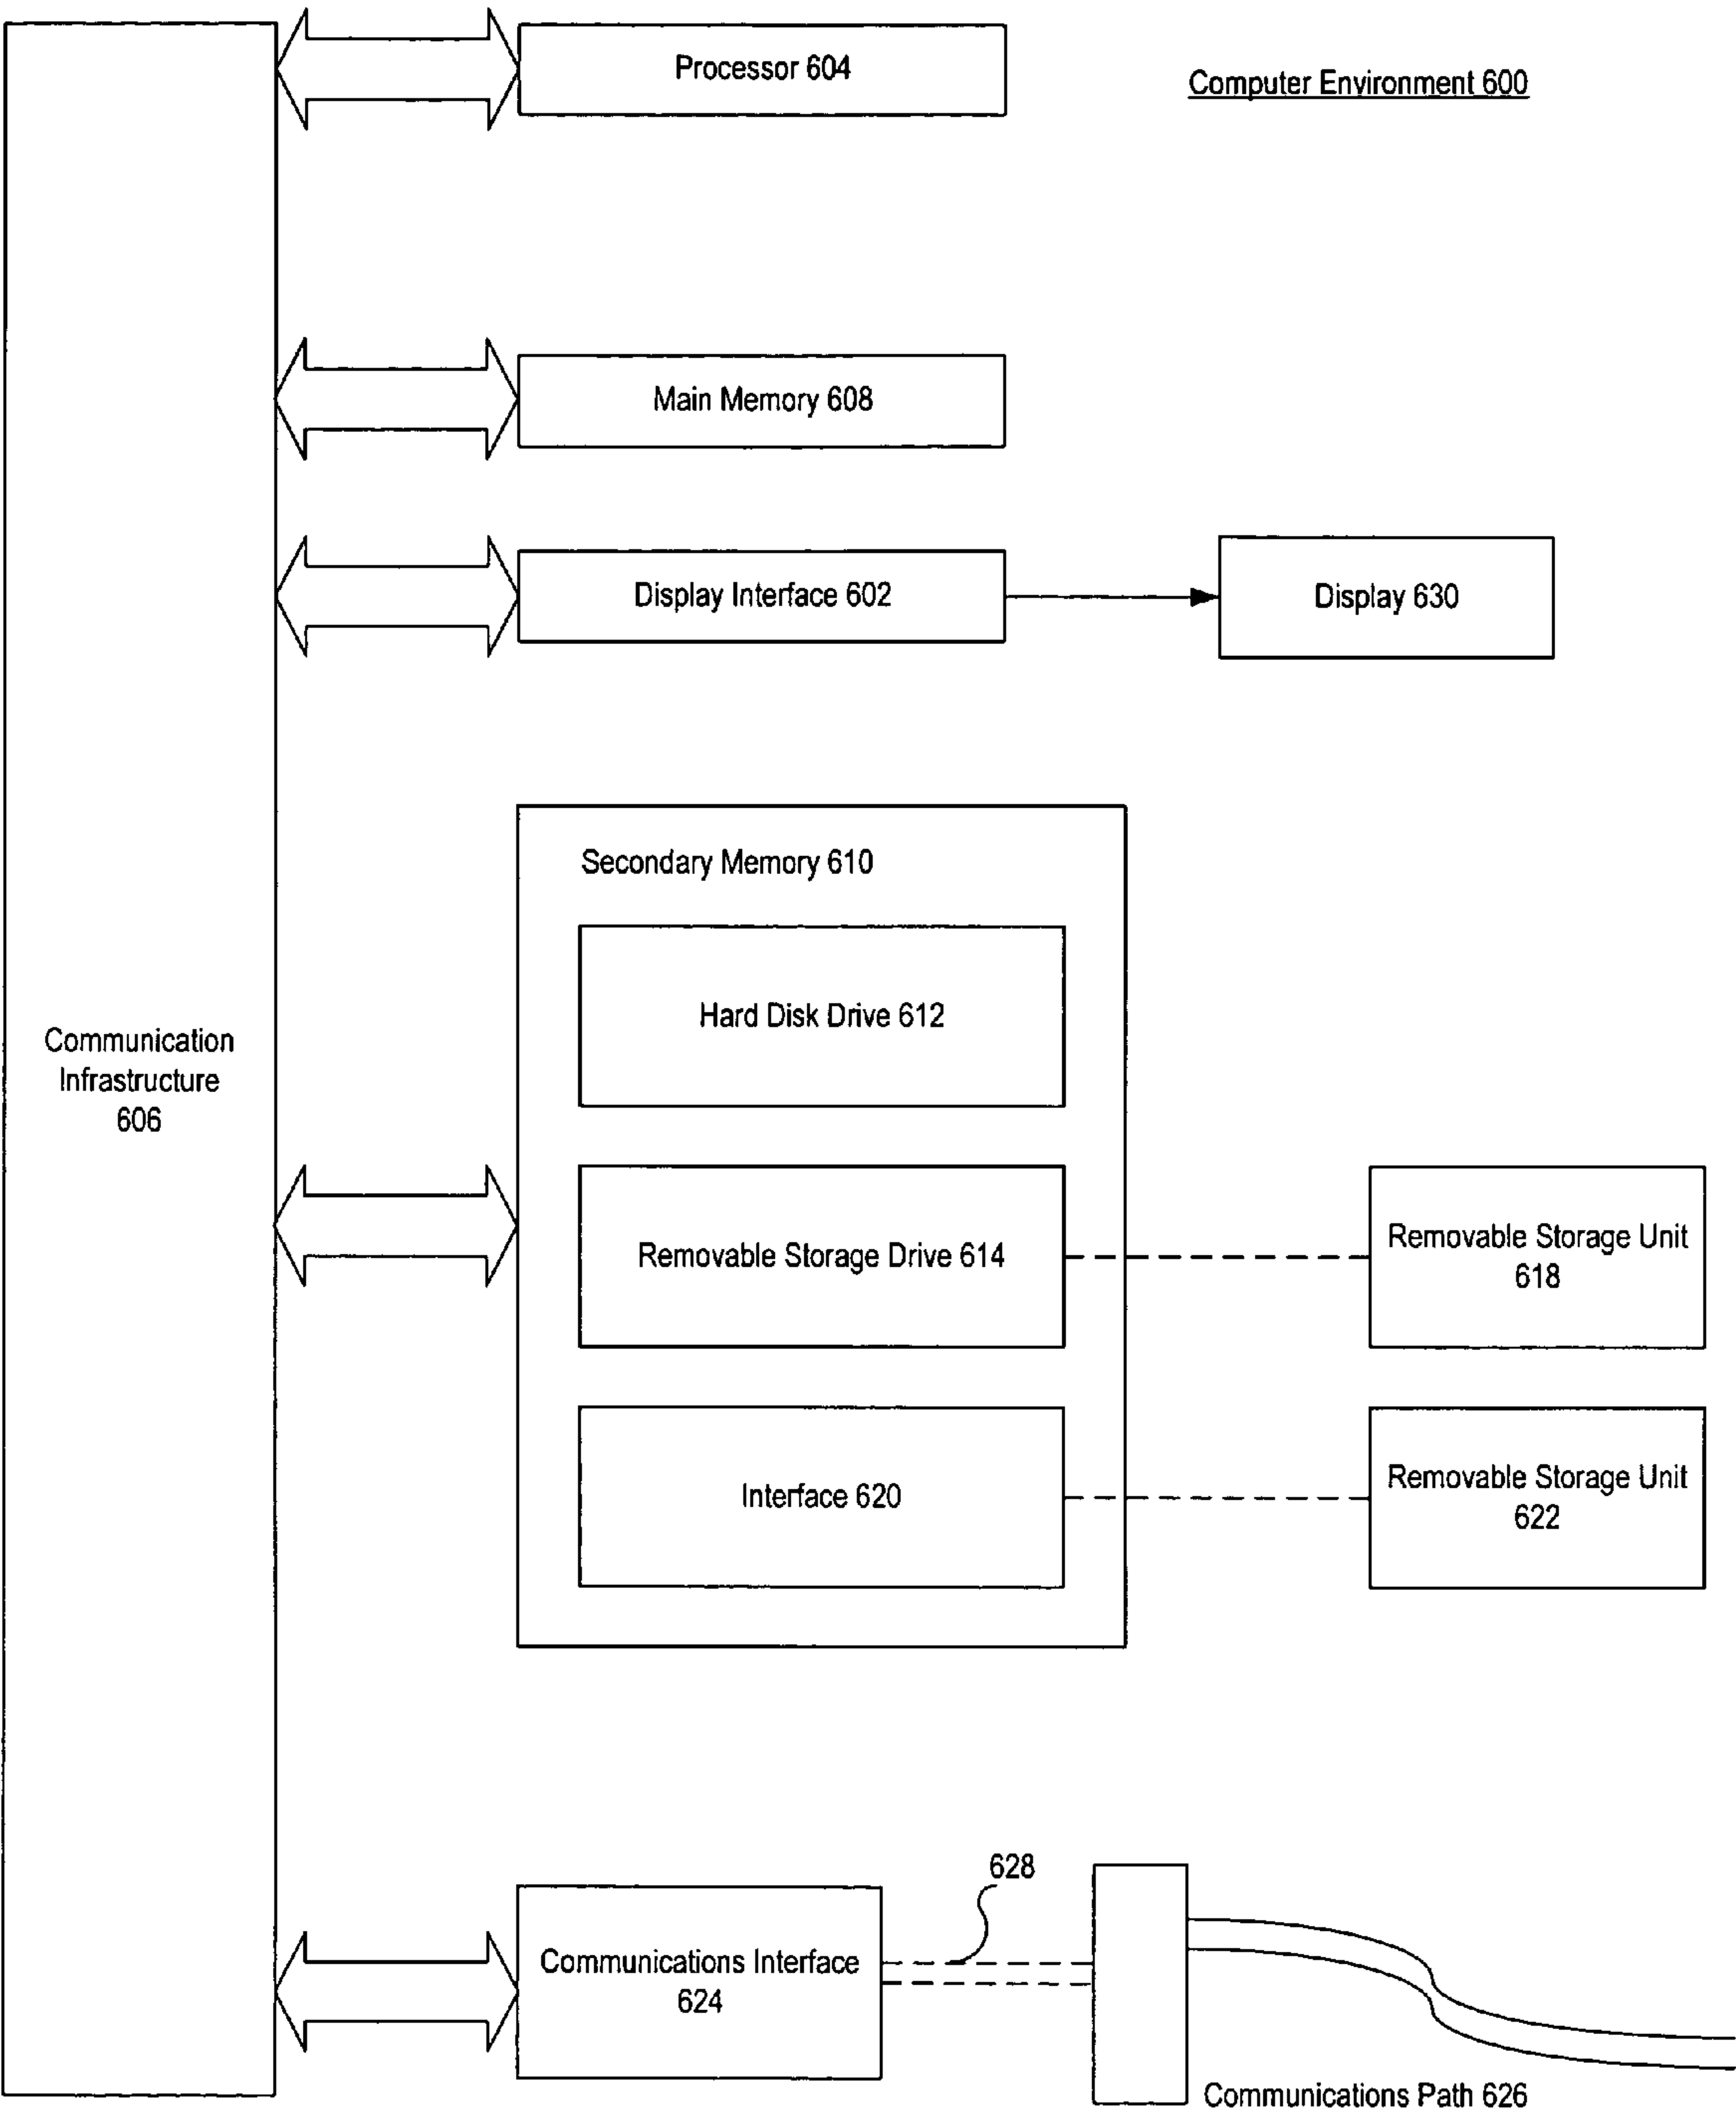 Processor 604
Computer Environment 600
Main Memory 608
Display Interface 602
Display 630
Secondary Memory 610
Hard Disk Drive 612
Communication
Infrastructure
606
Removable Storage Drive 614
Removable Storage Unit
618
Interface 620
Removable Storage Unit
622
628
Communications Interface
624
Communications Path 626